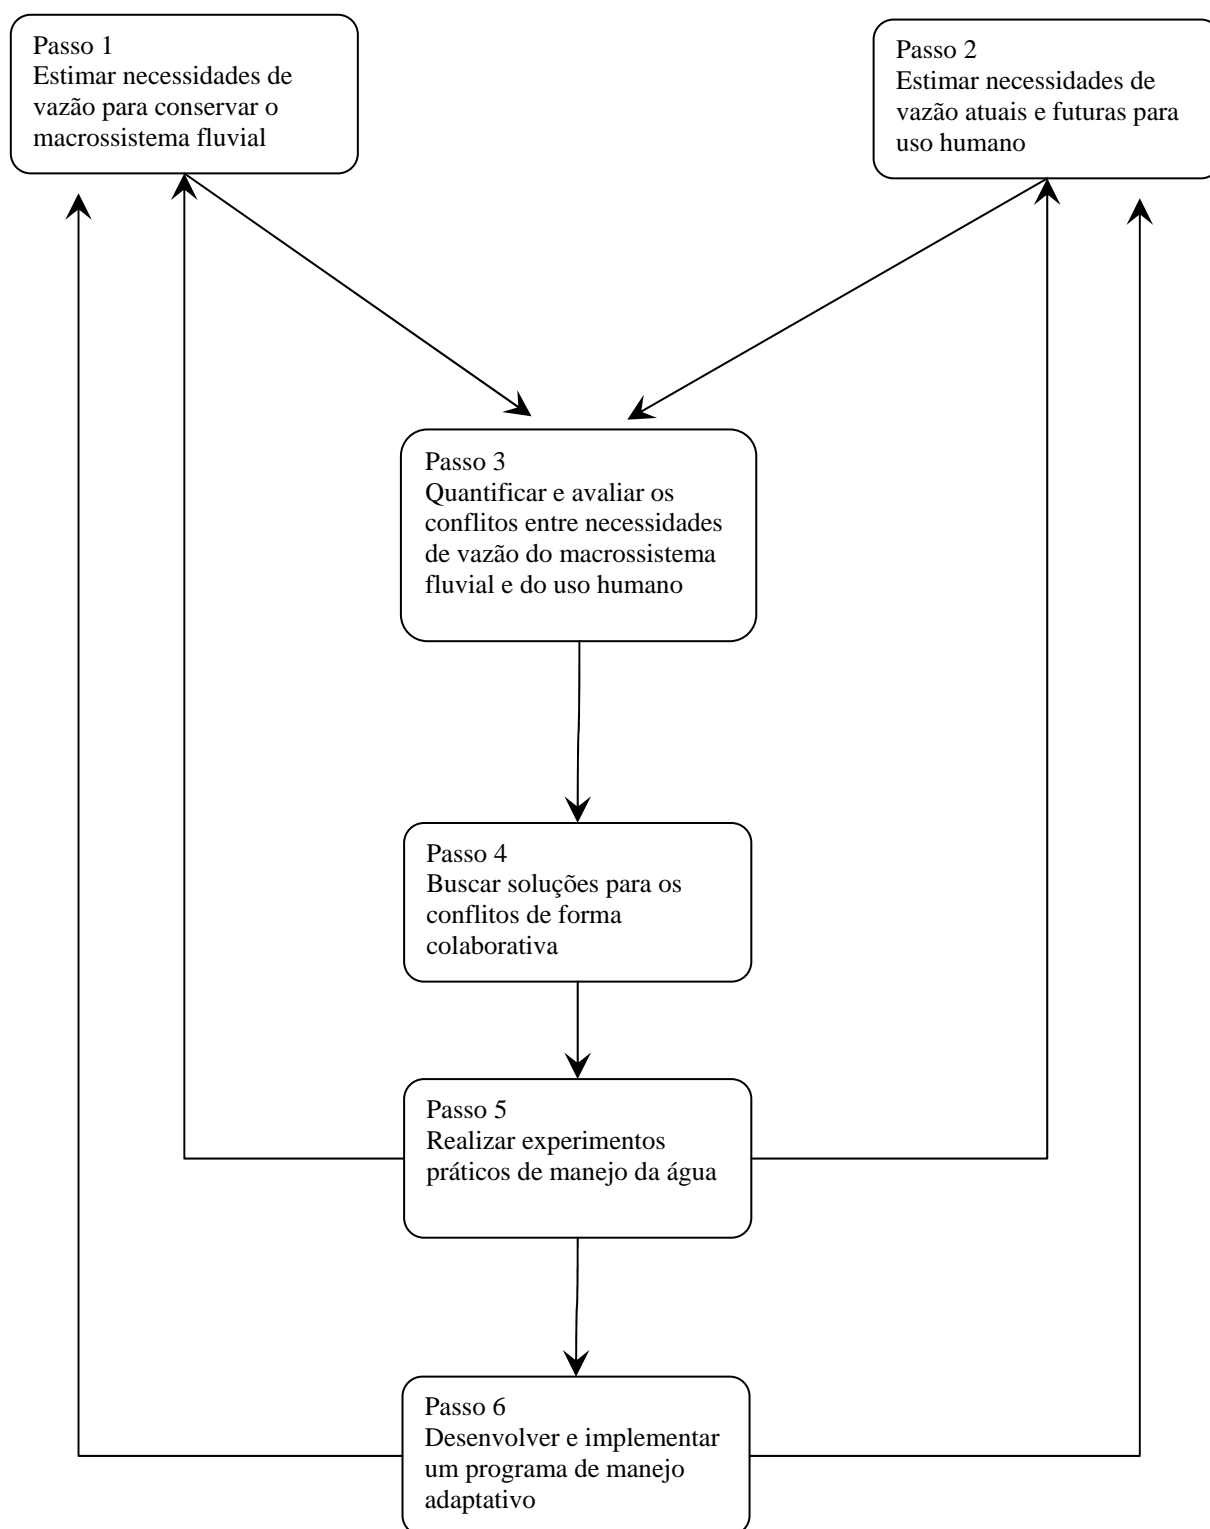 Passo 1
Estimar necessidades de
vazão para conservar o
macrossistema fluvial
Passo 2
Estimar necessidades de
vazão atuais e futuras para
uso humano
Passo 3
Quantificar e avaliar os
conflitos entre necessidades
de vazão do macrossistema
fluvial e do uso humano
Passo 4
Buscar soluções para os
conflitos de forma
colaborativa
Passo 5
Realizar experimentos
práticos de manejo da água
Passo 6
Desenvolver e implementar
um programa de manejo
adaptativo